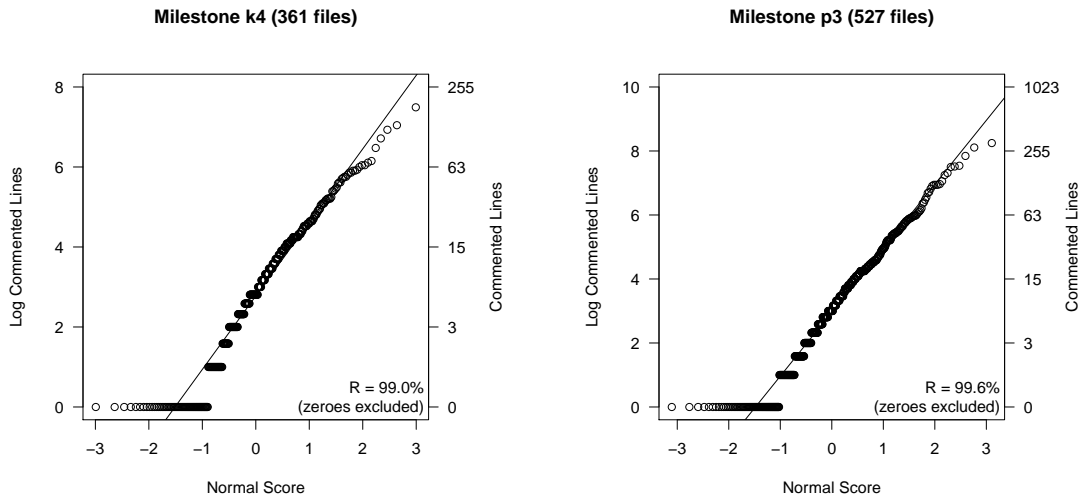 Milestone k4 (361 files)
Log Commented Lines
8
6
4
2
0
255
63
15
3
0
Commented Lines
R = 99.0%
(zeroes excluded)
−3 −2 −1 0 1 2 3
Normal Score
Milestone p3 (527 files)
Log Commented Lines
10
8
6
4
2
0
1023
255
63
15
3
0
Commented Lines
R = 99.6%
(zeroes excluded)
−3 −2 −1 0 1 2 3
Normal Score